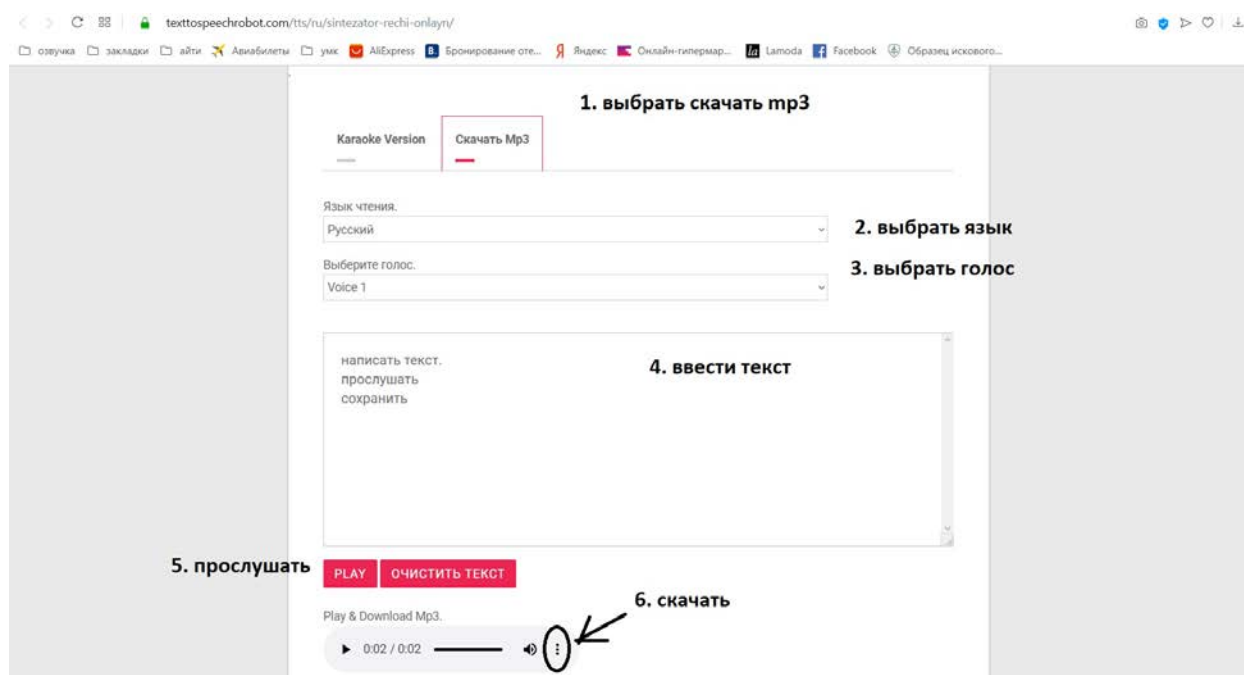 texttospeechrobot.com/tts/ru/sintezator-rechi-onlayn/
озвучка закладки айти Авиабилеты умк AliExpress B. Бронирование оте... Я Яндекс Онлайн-гипермар... la Lamoda f Facebook Образец искового...
1. выбрать скачать mp3
Karaoke Version Скачать Mp3
Язык чтения.
Русский
2. выбрать язык
Выберите голос.
3. выбрать голос
Voice 1
написать текст.
4. ввести текст
прослушать
сохранить
5. прослушать
PLAY ОЧИСТИТЬ ТЕКСТ
6. скачать
Play & Download Mp3.
0:02 / 0:02